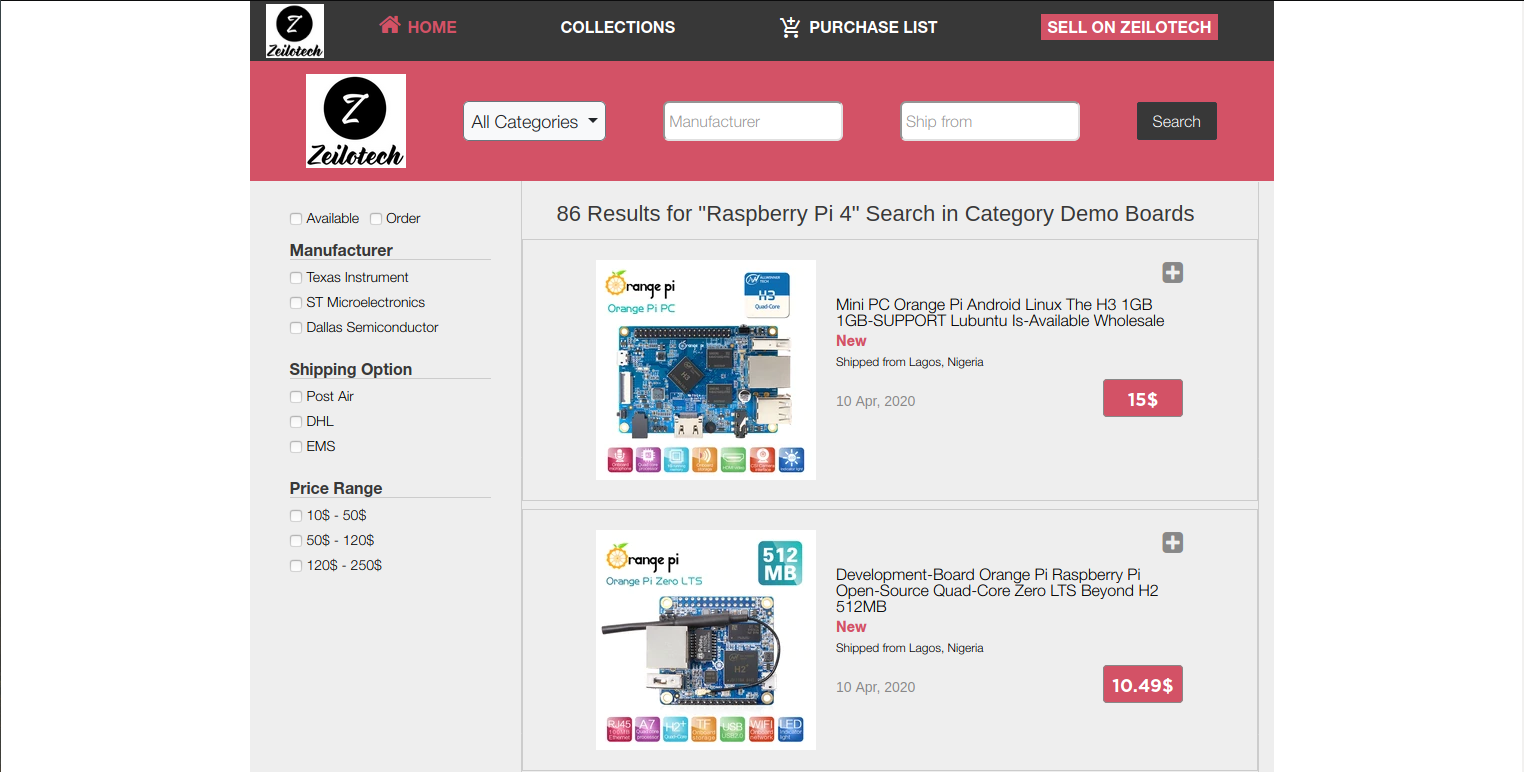 Z
Zeilotech
HOME
COLLECTIONS
PURCHASE LIST
SELL ON ZEILOTECH
Z
Zeilotech
All Categories
Manufacturer
Ship from
Search
Available
Order
Manufacturer
Texas Instrument
ST Microelectronics
Dallas Semiconductor
Shipping Option
Post Air
DHL
EMS
Price Range
10$ - 50$
50$ - 120$
120$ - 250$
86 Results for "Raspberry Pi 4" Search in Category Demo Boards
Orange pi
Orange Pi PC
H3
Quad-Core
Mini PC Orange Pi Android Linux The H3 1GB
1GB-SUPPORT Lubuntu Is-Available Wholesale
New
Shipped from Lagos, Nigeria
10 Apr, 2020
15$
Orange pi
Orange Pi Zero LTS
512
MB
H2+
RJ45
A7
H2+
TF
USB
WIFI
LED
Development-Board Orange Pi Raspberry Pi
Open-Source Quad-Core Zero LTS Beyond H2
512MB
New
Shipped from Lagos, Nigeria
10 Apr, 2020
10.49$